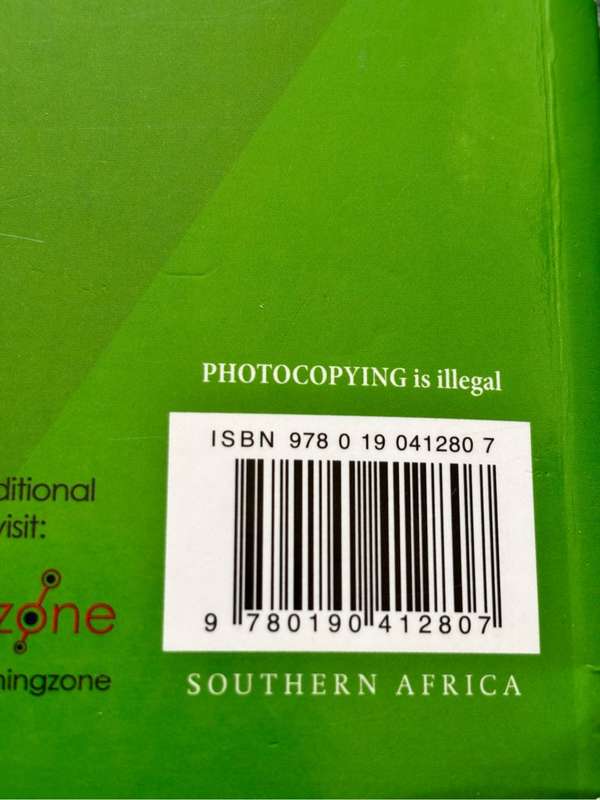 PHOTOCOPYING is illegal
ISBN 978 0 19 041280 7
9 780190 412807
SOUTHERN AFRICA
ditional
visit:
zone
ningzone